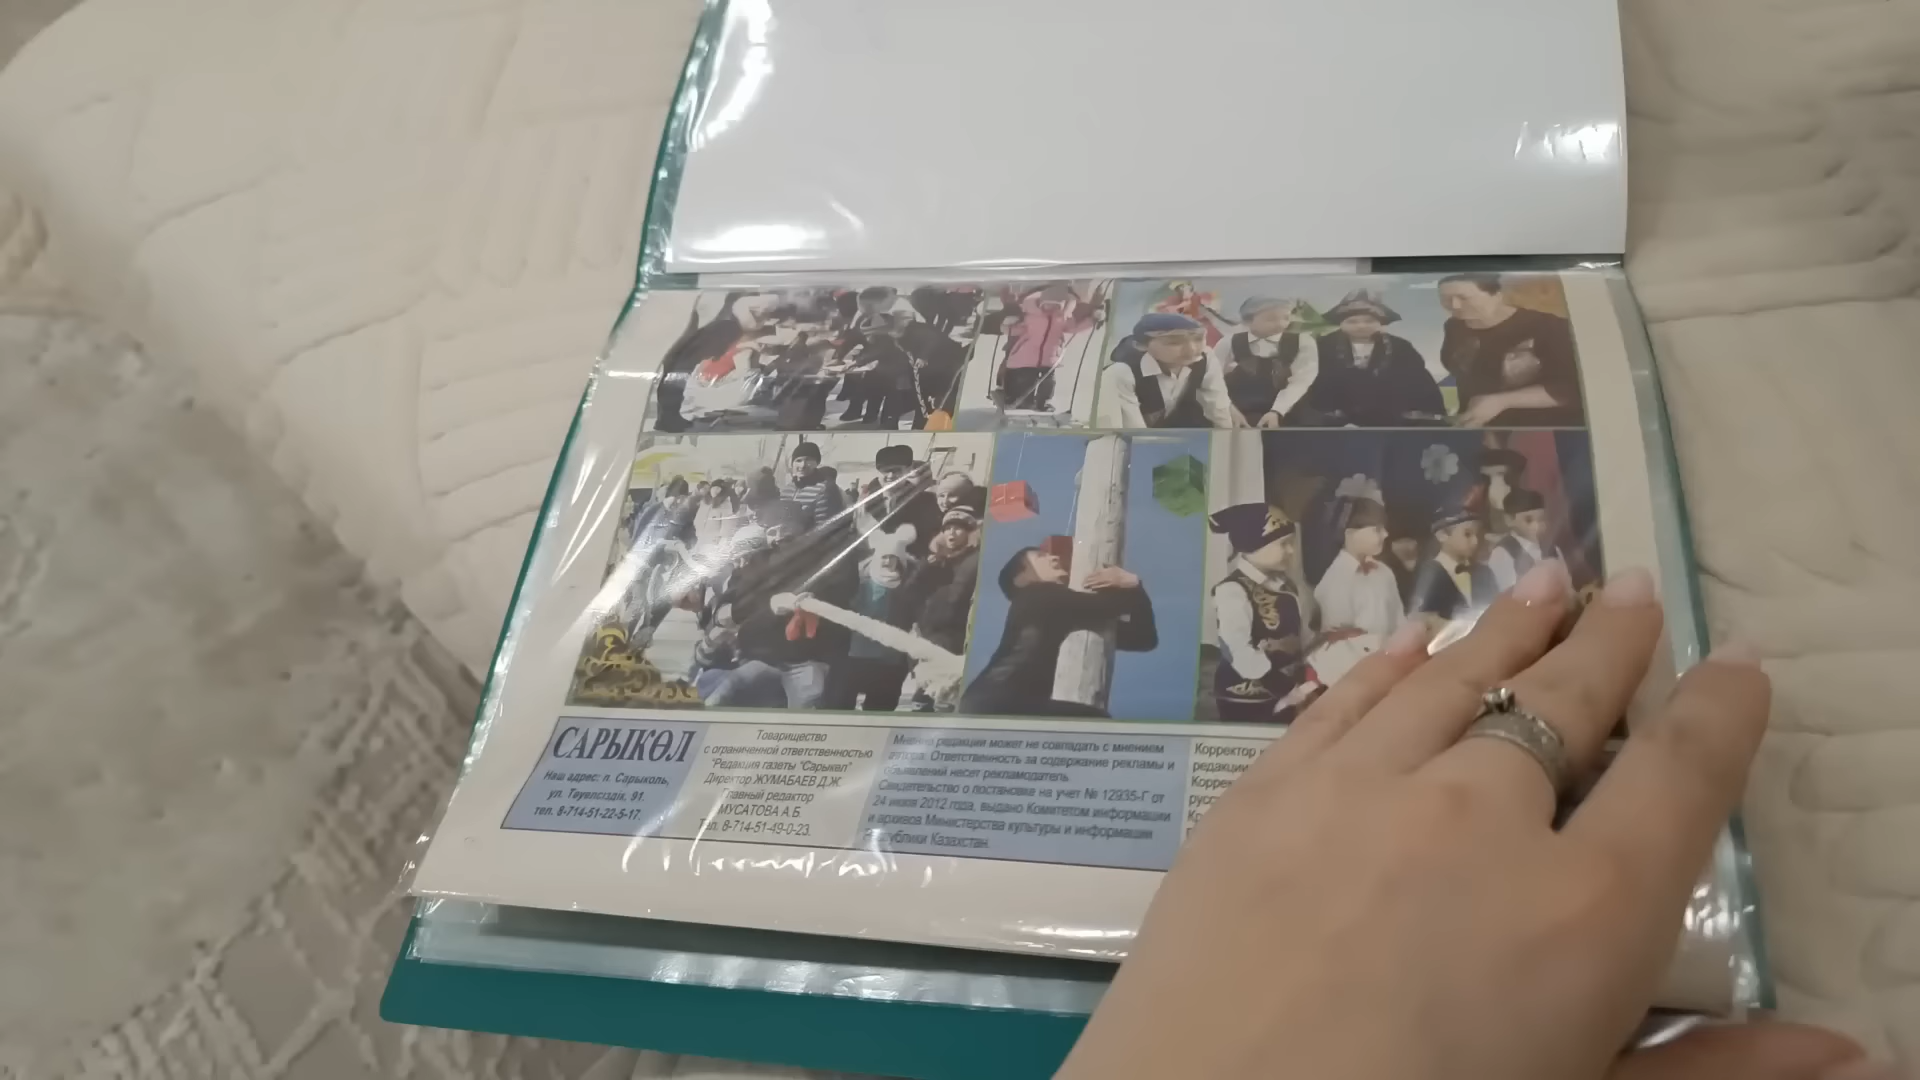 САРЫКӨЛ
Наш адрес: п. Сарыколь,
ул. Тәуелсіздік, 91.
тел. 8-714-51-22-5-17.
Товарищество
с ограниченной ответственностью
"Редакция газеты "Сарыкөл"
Директор ЖУМАБАЕВ Д.Ж.
Главный редактор
МУСАТОВА А.Б.
Тел. 8-714-51-49-0-23.
Мнение редакции может не совпадать с мнением
автора. Ответственность за содержание рекламы и
объявлений несет рекламодатель.
Свидетельство о постановке на учет № 12935-Г от
24 июля 2012 года, выдано Комитетом информации
и архивов Министерства культуры и информации
Республики Казахстан.
Корректор
редакции